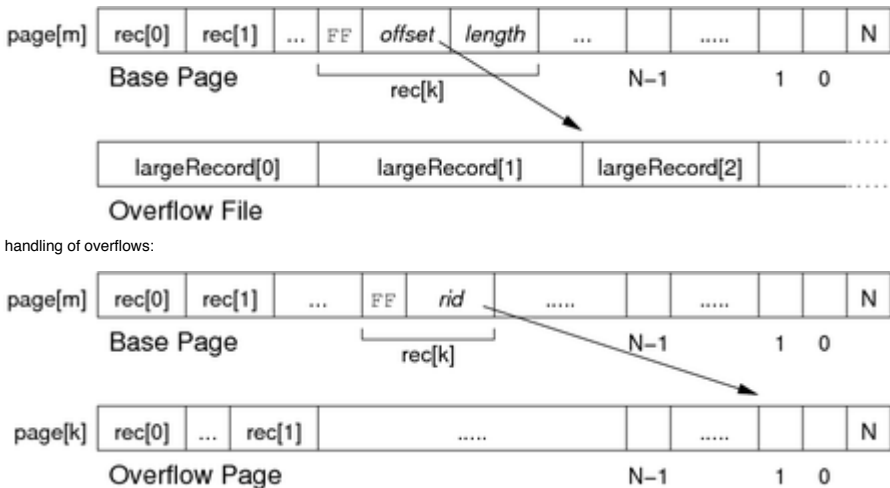 page[m] rec[0] rec[1] ... FF offset length ... ..... N
Base Page rec[k] N−1 1 0
largeRecord[0] largeRecord[1] largeRecord[2]
Overflow File
handling of overflows:
page[m] rec[0] rec[1] ... FF rid ..... ..... N
Base Page rec[k] N−1 1 0
page[k] rec[0] ... rec[1] ..... ..... N
Overflow Page N−1 1 0